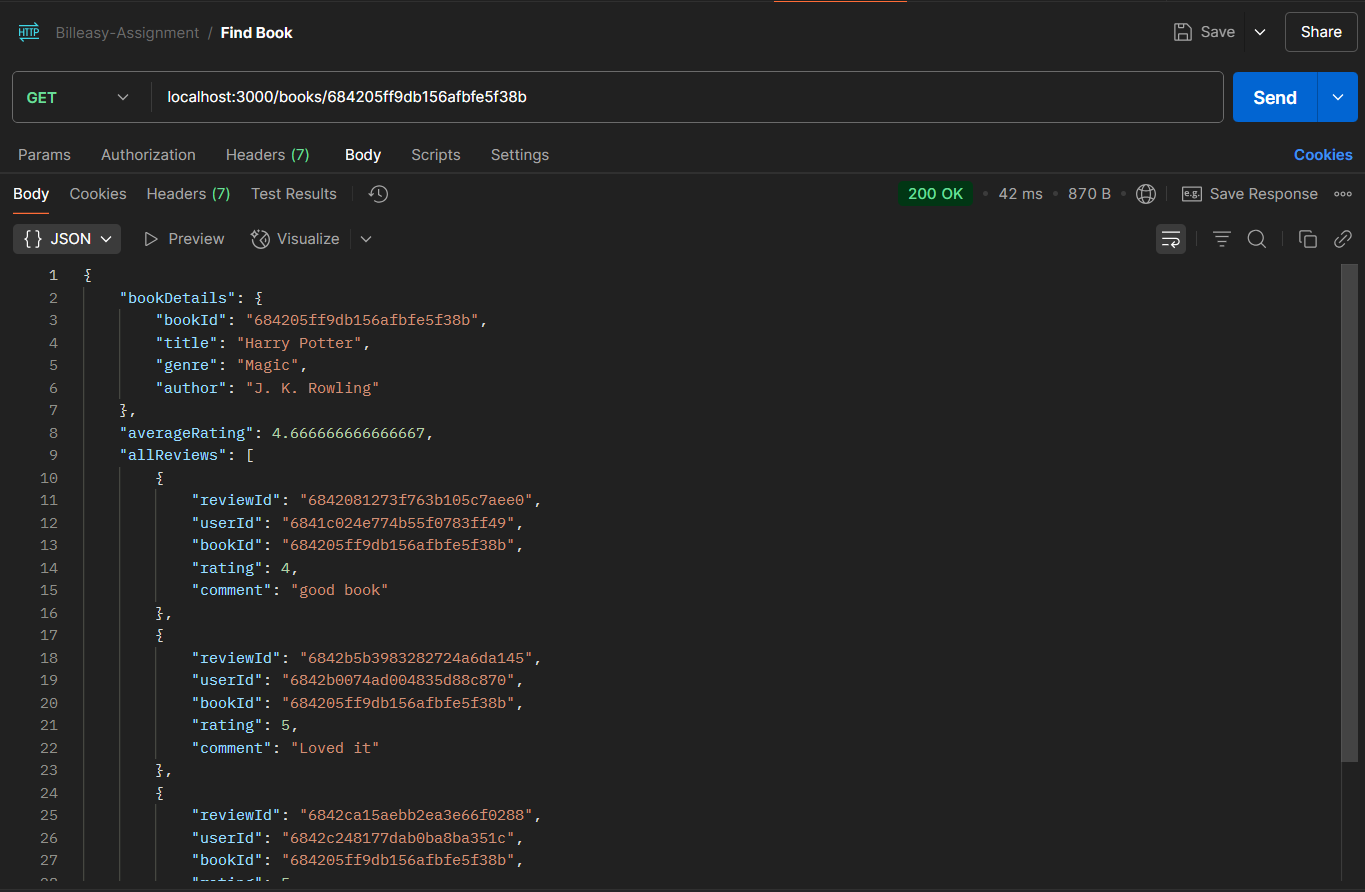 HTTP Billeasy-Assignment / Find Book Save Share
GET localhost:3000/books/684205ff9db156afbfe5f38b Send
Params Authorization Headers (7) Body Scripts Settings Cookies
Body Cookies Headers (7) Test Results 200 OK • 42 ms • 870 B • e.g. Save Response
{} JSON Preview Visualize
1 {
2 "bookDetails": {
3 "bookId": "684205ff9db156afbfe5f38b",
4 "title": "Harry Potter",
5 "genre": "Magic",
6 "author": "J. K. Rowling"
7 },
8 "averageRating": 4.666666666666667,
9 "allReviews": [
10 {
11 "reviewId": "6842081273f763b105c7aee0",
12 "userId": "6841c024e774b55f0783ff49",
13 "bookId": "684205ff9db156afbfe5f38b",
14 "rating": 4,
15 "comment": "good book"
16 },
17 {
18 "reviewId": "6842b5b3983282724a6da145",
19 "userId": "6842b0074ad004835d88c870",
20 "bookId": "684205ff9db156afbfe5f38b",
21 "rating": 5,
22 "comment": "Loved it"
23 },
24 {
25 "reviewId": "6842ca15aebb2ea3e66f0288",
26 "userId": "6842c248177dab0ba8ba351c",
27 "bookId": "684205ff9db156afbfe5f38b",